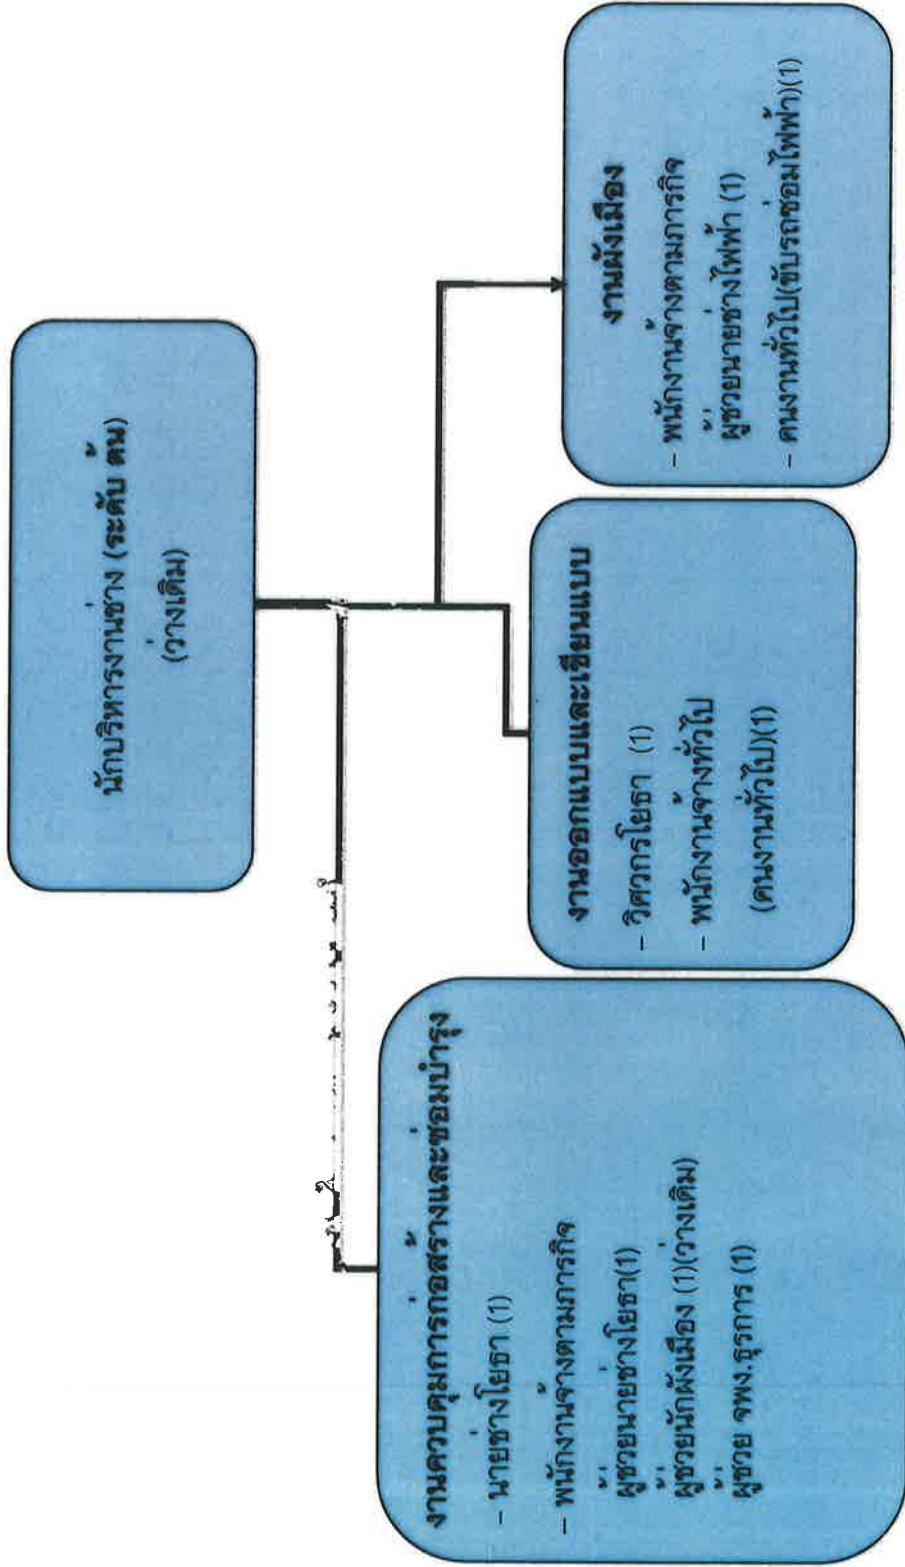 นักบริหารงานช่าง (ระดับ ต้น)
(ว่างเดิม)
งานควบคุมการก่อสร้างและซ่อมบำรุง
- นายช่างโยธา (1)
- พนักงานจ้างตามภารกิจ
ผู้ช่วยนายช่างโยธา(1)
ผู้ช่วยนักผังเมือง (1)(ว่างเดิม)
ผู้ช่วย จพง.ธุรการ (1)
งานออกแบบและเขียนแบบ
- วิศวกรโยธา (1)
- พนักงานจ้างทั่วไป
(คนงานทั่วไป)(1)
งานผังเมือง
- พนักงานจ้างตามภารกิจ
ผู้ช่วยนายช่างไฟฟ้า (1)
- คนงานทั่วไป(ขับรถซ่อมไฟฟ้า)(1)